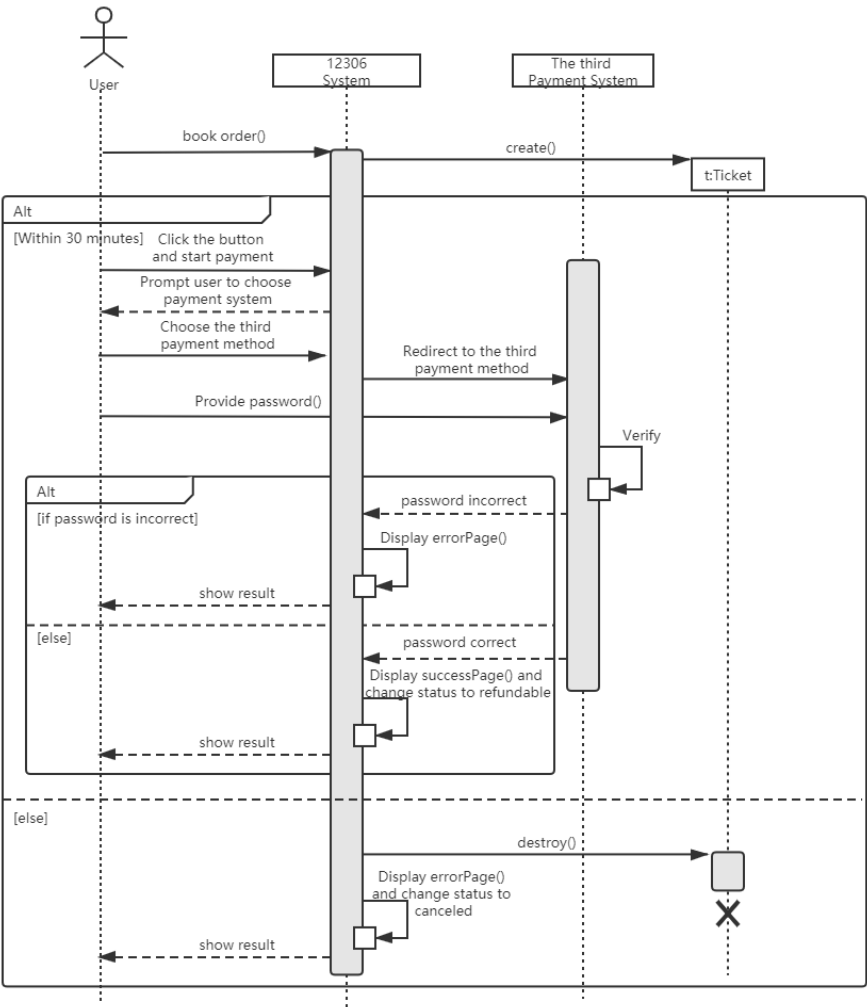 User
12306
System
The third
Payment System
book order()
create()
t:Ticket
Alt
[Within 30 minutes]
Click the button
and start payment
Prompt user to choose
payment system
Choose the third
payment method
Redirect to the third
payment method
Provide password()
Verify
Alt
[if password is incorrect]
password incorrect
Display errorPage()
show result
[else]
password correct
Display successPage() and
change status to refundable
show result
[else]
destroy()
Display errorPage()
and change status to
canceled
show result